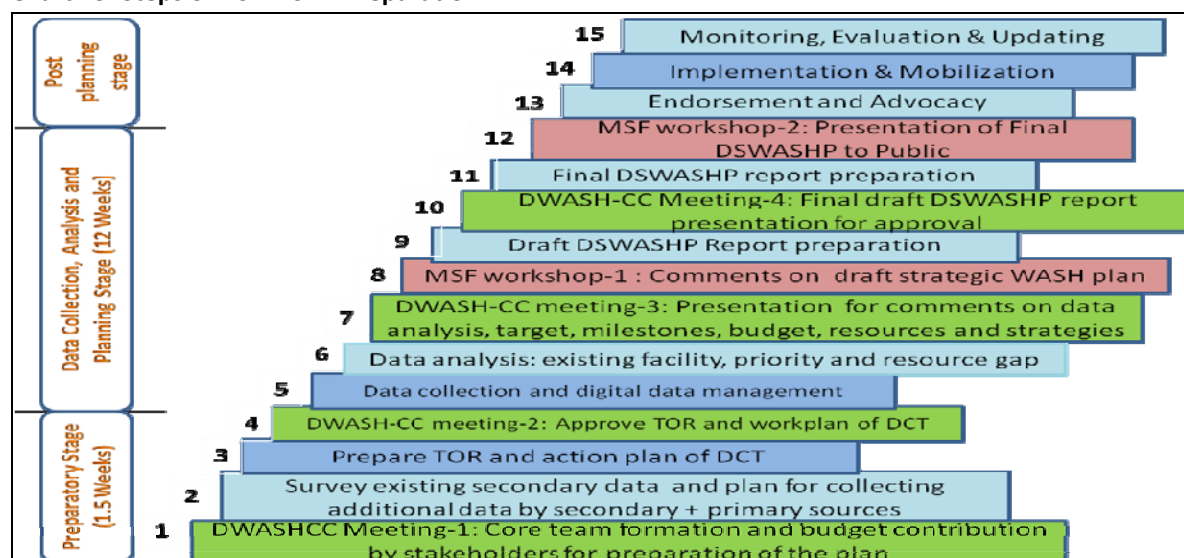 15 Monitoring, Evaluation & Updating
14 Implementation & Mobilization
13 Endorsement and Advocacy
12 MSF workshop-2: Presentation of Final
DSWASHP to Public
11 Final DSWASHP report preparation
10 DWASH-CC Meeting-4: Final draft DSWASHP report
presentation for approval
9 Draft DSWASHP Report preparation
8 MSF workshop-1 : Comments on draft strategic WASH plan
7 DWASH-CC meeting-3: Presentation for comments on data
analysis, target, milestones, budget, resources and strategies
6 Data analysis: existing facility, priority and resource gap
5 Data collection and digital data management
4 DWASH-CC meeting-2: Approve TOR and workplan of DCT
3 Prepare TOR and action plan of DCT
2 Survey existing secondary data and plan for collecting
additional data by secondary + primary sources
1 DWASHCC Meeting-1: Core team formation and budget contribution
by stakeholders for preparation of the plan
Post
planning
stage
Data Collection, Analysis and
Planning Stage (12 Weeks)
Preparatory Stage
(1.5 Weeks)